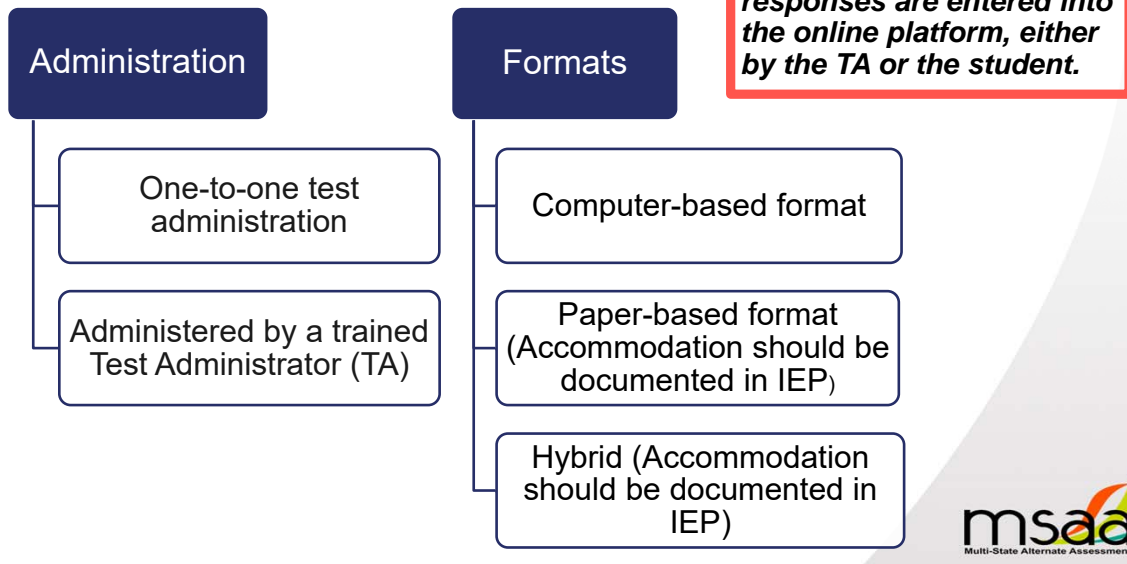 responses are entered into
the online platform, either
by the TA or the student.
Administration
One-to-one test
administration
Administered by a trained
Test Administrator (TA)
Formats
Computer-based format
Paper-based format
(Accommodation should be
documented in IEP)
Hybrid (Accommodation
should be documented in
IEP)
msaa
Multi-State Alternate Assessment